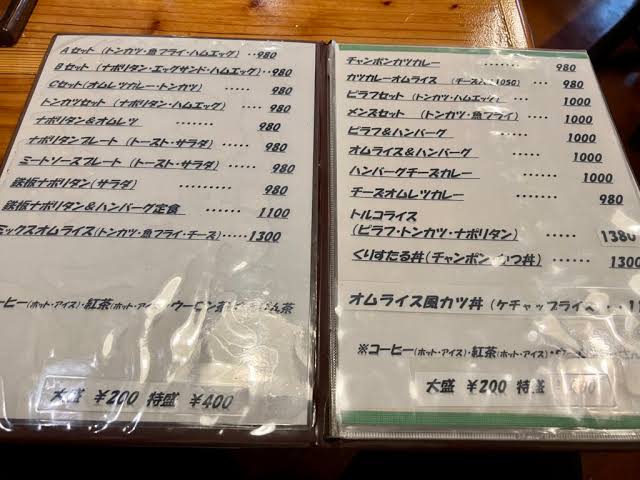 Aセット (トンカツ・魚フライ・ハムエッグ) ・・980
Bセット (ナポリタン・エッグサンド・ハムエッグ) ・・980
Cセット(オムレツカレー・トンカツ) ・・・・・・ 980
トンカツセット (ナポリタン・ハムエッグ) ・・・・ 980
ナポリタン&オムレツ ・・・・・・ 980
ナポリタンプレート (トースト・サラダ) ・・・・・・ 980
ミートソースプレート (トースト・サラダ) ・・・・・・ 980
鉄板ナポリタン(サラダ) ・・・・・・・・ 980
鉄板ナポリタン&ハンバーグ定食 ・・・・・・ 1100
ミックスオムライス(トンカツ・魚フライ・チーズ) ・・・・・ 1300
ーヒー(ホット・アイス)・紅茶(ホット・アイス)・ウーロン茶 ん茶
大盛 ¥200 特盛 ¥400
チャンポンカツカレー ・・・・・・・ 980
カツカレーオムライス (チーズ入 1050) ・・・ 980
ピラフセット (トンカツ・ハムエッグ) ・・・ 1000
メンズセット (トンカツ・魚フライ) ・・・・ 1000
ピラフ&ハンバーグ ・・・・・ 1000
オムライス&ハンバーグ ・・・・・ 1000
ハンバーグチーズカレー ・・・・・ 1000
チーズオムレツカレー ・・・・・・ 980
トルコライス
(ピラフ・トンカツ・ナポリタン) ・・・・・ 1380
くりすたる丼(チャンポン つ丼) ・・・・・ 1300
オムライス風カツ丼 (ケチャップライス
※コーヒー(ホット・アイス)・紅茶(ホット・アイス)・
大盛 ¥200 特盛